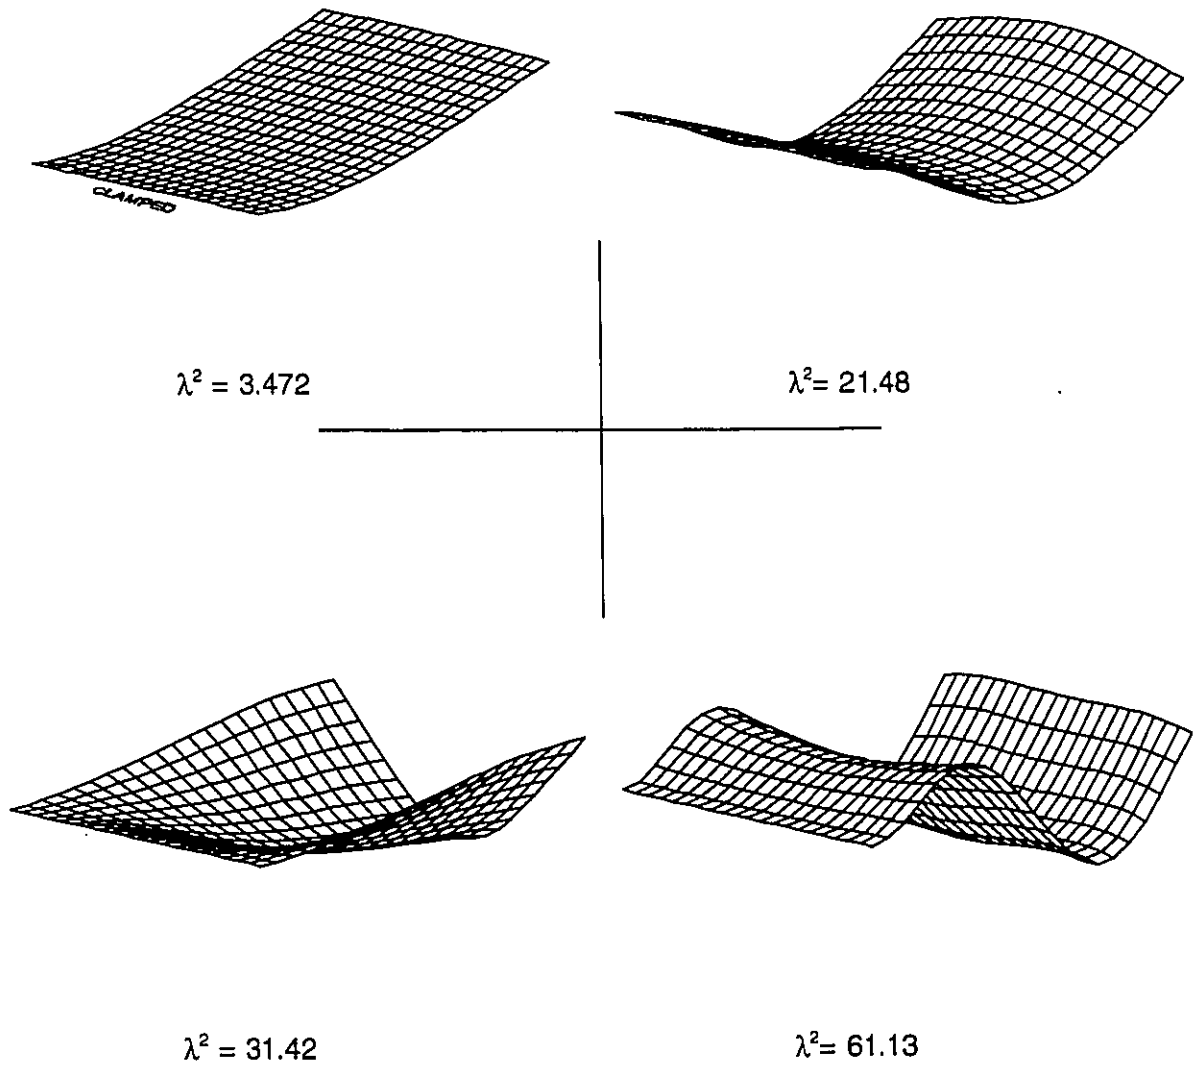 CLAMPED
λ² = 3.472
λ²= 21.48
λ² = 31.42
λ²= 61.13